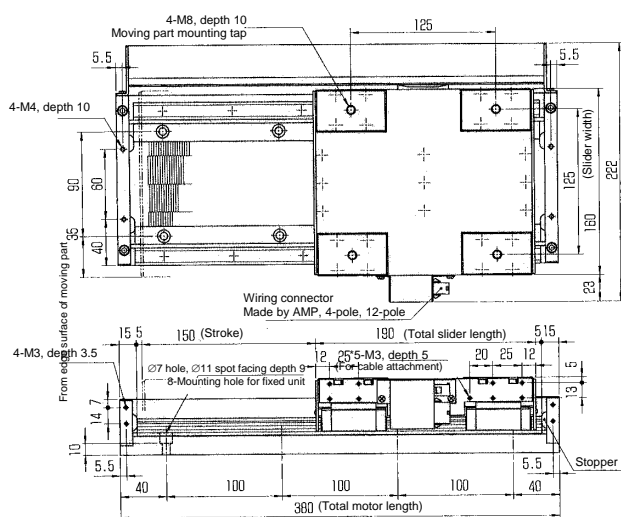 4-M8, depth 10
Moving part mounting tap
125
5.5
5.5
4-M4, depth 10
90
60
35
40
(Slider width)
125
160
222
23
Wiring connector
Made by AMP, 4-pole, 12-pole
From edge surface of moving part
15 5
150 (Stroke)
190 (Total slider length)
5 15
4-M3, depth 3.5
Ø7 hole, Ø11 spot facing depth 9
8-Mounting hole for fixed unit
12
25*5-M3, depth 5
(For cable attachment)
20
25
12
5
13
7
14
10
5.5
5.5
Stopper
40
100
100
100
40
380 (Total motor length)